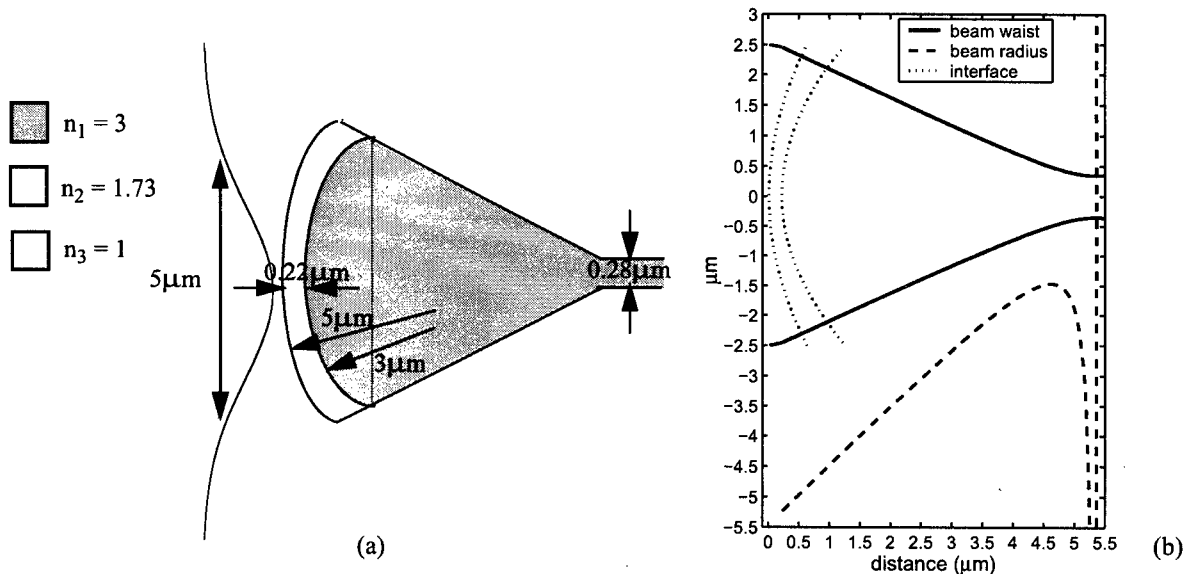 n1 = 3
n2 = 1.73
n3 = 1
5μm
0.22μm
0.28μm
5μm
3μm
(a)
beam waist
beam radius
interface
3
2.5
2
1.5
1
0.5
0
−0.5
−1
−1.5
−2
−2.5
−3
−3.5
−4
−4.5
−5
−5.5
μm
0 0.5 1 1.5 2 2.5 3 3.5 4 4.5 5 5.5
distance (μm)
(b)